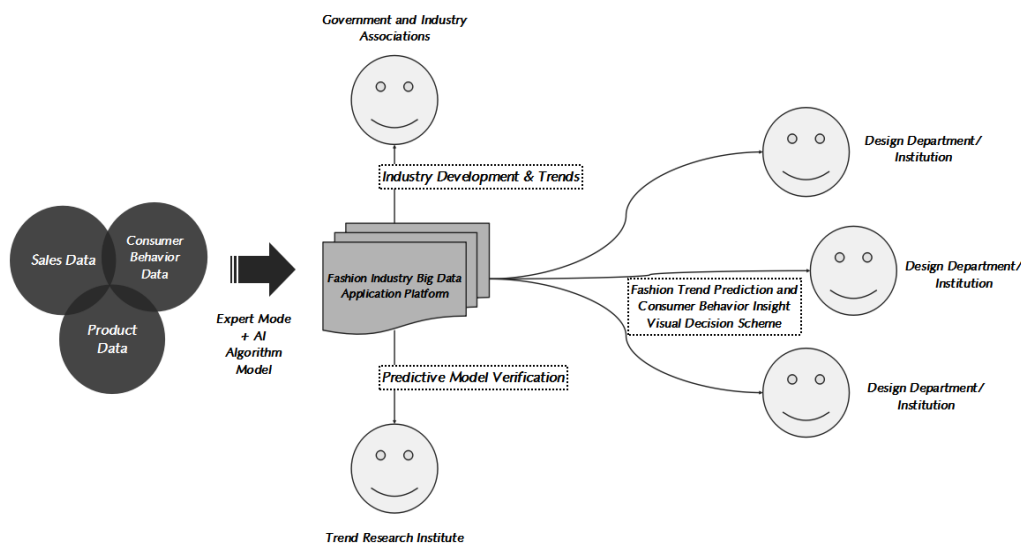 Government and Industry
Associations
Industry Development & Trends
Design Department/
Institution
Sales Data
Consumer
Behavior
Data
Product
Data
Expert Mode
+ AI
Algorithm
Model
Fashion Industry Big Data
Application Platform
Design Department/
Institution
Fashion Trend Prediction and
Consumer Behavior Insight
Visual Decision Scheme
Predictive Model Verification
Design Department/
Institution
Trend Research Institute